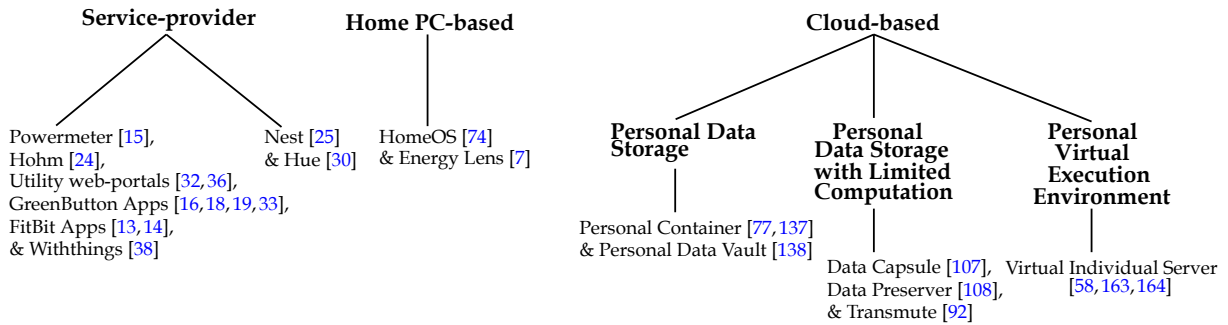 Service-provider
Home PC-based
Cloud-based
Powermeter [15],
Hohm [24],
Utility web-portals [32,36],
GreenButton Apps [16,18,19,33],
FitBit Apps [13,14],
& Withthings [38]
Nest [25]
& Hue [30]
HomeOS [74]
& Energy Lens [7]
Personal Data
Storage
Personal Container [77,137]
& Personal Data Vault [138]
Personal
Data Storage
with Limited
Computation
Data Capsule [107],
Data Preserver [108],
& Transmute [92]
Personal
Virtual
Execution
Environment
Virtual Individual Server
[58,163,164]